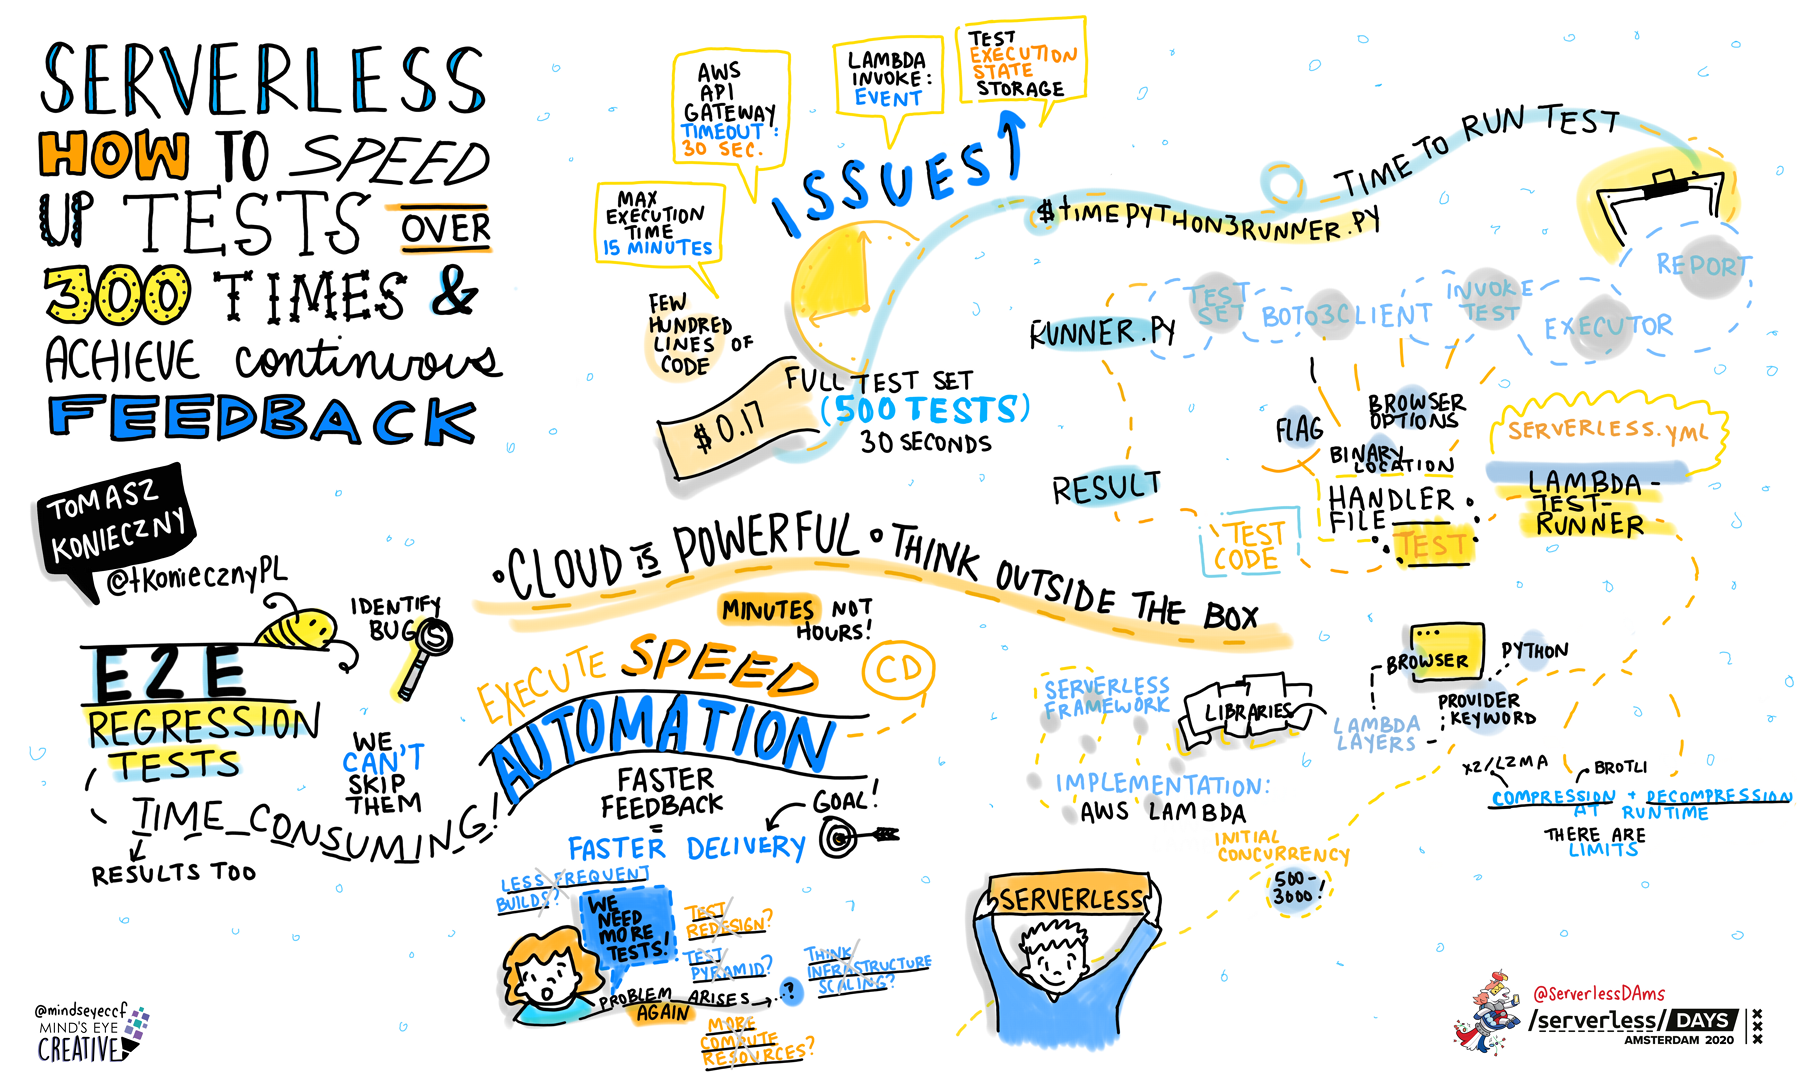 SERVERLESS
HOW TO SPEED
UP TESTS OVER
300 TIMES &
ACHIEVE continuous
FEEDBACK
TOMASZ
KONIECZNY
@tKoniecznyPL
E2E
REGRESSION
TESTS
TIME_CONSUMING!
RESULTS TOO
IDENTIFY
BUG
WE
CAN'T
SKIP
THEM
EXECUTE SPEED
AUTOMATION
CD
MINUTES NOT
HOURS!
FASTER
FEEDBACK
=
FASTER DELIVERY
GOAL!
LESS FREQUENT
BUILDS?
WE
NEED
MORE
TESTS!
TEST
REDESIGN?
TEST
PYRAMID?
THINK
INFRASTRUCTURE
SCALING?
PROBLEM ARISES
AGAIN
...?
MORE
COMPUTE
RESOURCES?
• CLOUD IS POWERFUL • THINK OUTSIDE THE BOX
SERVERLESS
SERVERLESS
FRAMEWORK
LIBRARIES
IMPLEMENTATION:
AWS LAMBDA
INITIAL
CONCURRENCY
500-
3000!
LAMBDA
LAYERS
BROWSER
PYTHON
PROVIDER
KEYWORD
XZ/LZMA
BROTLI
COMPRESSION + DECOMPRESSION
AT RUNTIME
THERE ARE
LIMITS
SERVERLESS.yML
LAMBDA-
TEST-
RUNNER
FLAG
BROWSER
OPTIONS
BINARY
LOCATION
HANDLER
FILE
TEST
TEST
CODE
RESULT
RUNNER.PY
TEST
SET
BOTO3CLIENT
INVOKE
TEST
EXECUTOR
REPORT
TIME TO RUN TEST
$tIMEPYTHON3RUNNER.PY
ISSUES
MAX
EXECUTION
TIME
15 MINUTES
AWS
API
GATEWAY
TIMEOUT:
30 SEC.
LAMBDA
INVOKE:
EVENT
TEST
EXECUTION
STATE
STORAGE
FEW
HUNDRED
LINES OF
CODE
$0.17
FULL TEST SET
(500 TESTS)
30 SECONDS
@mindseyeccf
MIND'S EYE
CREATIVE
@ServerlessDAms
/serverless/DAYS
AMSTERDAM 2020